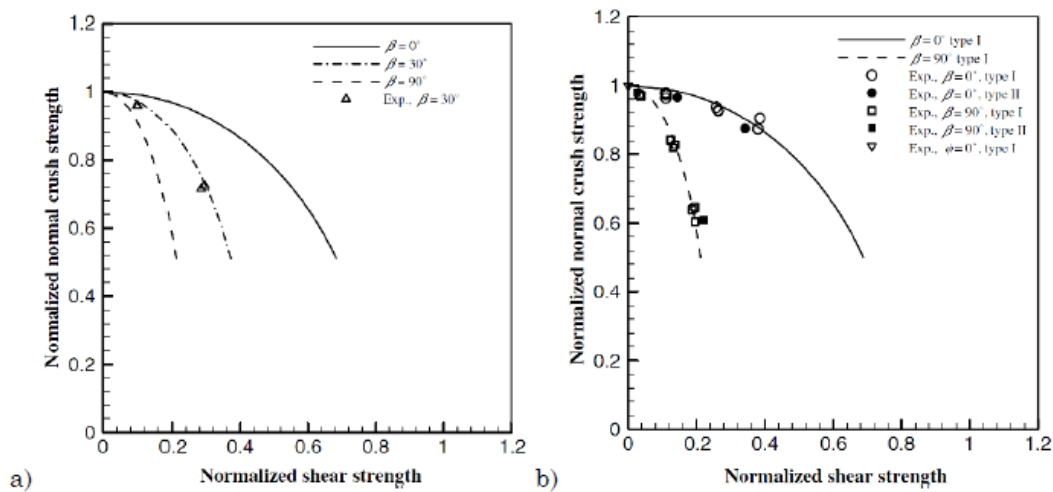 1.2
1
0.8
0.6
0.4
0.2
0
Normalized normal crush strength
β = 0°
β = 30°
β = 90°
Exp., β = 30°
0 0.2 0.4 0.6 0.8 1 1.2
Normalized shear strength
a)
1.2
1
0.8
0.6
0.4
0.2
0
Normalized normal crush strength
β = 0° type I
β = 90° type I
Exp., β = 0°, type I
Exp., β = 0°, type II
Exp., β = 90°, type I
Exp., β = 90°, type II
Exp., ϕ = 0°, type I
0 0.2 0.4 0.6 0.8 1 1.2
Normalized shear strength
b)